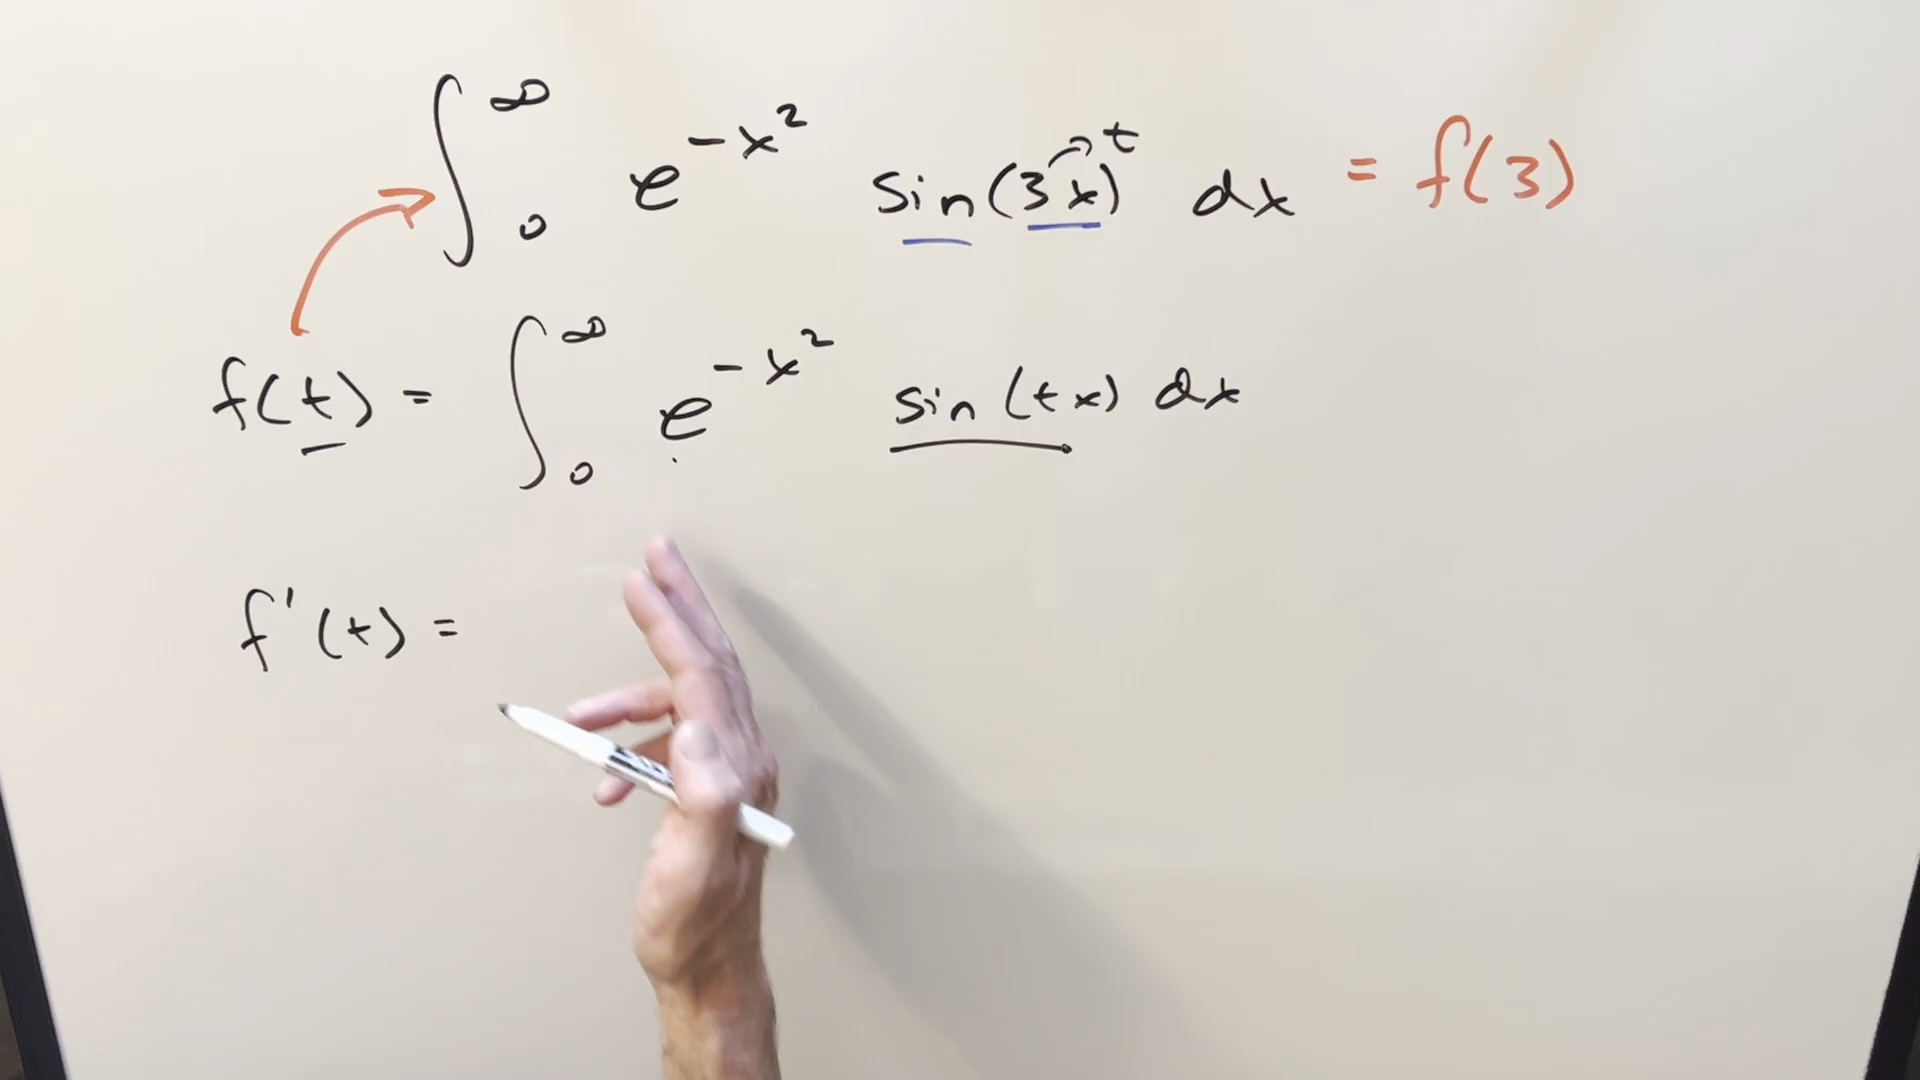 ∫₀^∞ e^{-x²} sin(3x) dx = f(3)
t
f(t) = ∫₀^∞ e^{-x²} sin(tx) dx
f'(t) =